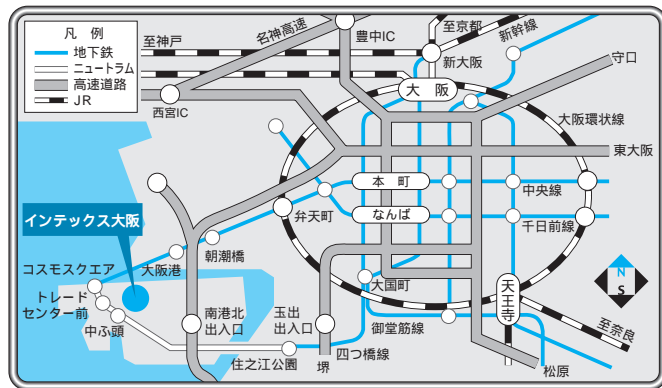 凡 例
地下鉄
ニュートラム
高速道路
JR
至神戸
名神高速
豊中IC
至京都
新幹線
新大阪
守口
大 阪
西宮IC
大阪環状線
東大阪
本 町
中央線
弁天町
なんば
千日前線
インテックス大阪
朝潮橋
大阪港
コスモスクエア
トレード
センター前
中ふ頭
大国町
南港北
出入口
玉出
出入口
御堂筋線
天王寺
N
S
至奈良
住之江公園
四つ橋線
堺
松原